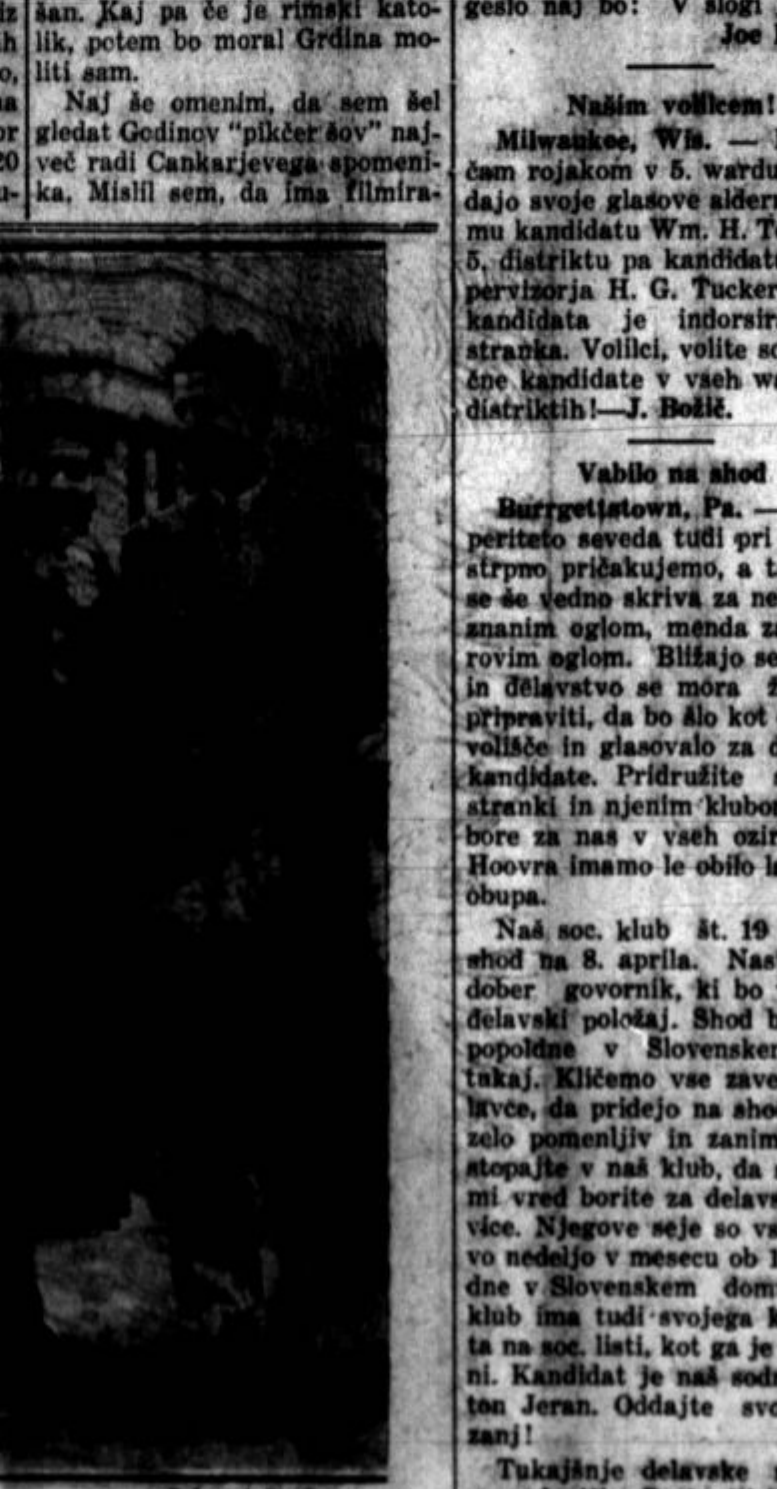 iz
ih
o,
na
or
20
u-
šan. Kaj pa če je rimski kato-
lik, potem bo moral Grdina mo-
liti sam.
Naj še omenim, da sem šel
gledat Godinov “pikčer šov” naj-
več radi Cankarjevega spomeni-
ka. Mislil sem, da ima filmira-
geslo naj bo: V slogi
Joe
Našim volilcem!
Milwaukee, Wis. —
čam rojakom v 5. wardu
dajo svoje glasove alder
mu kandidatu Wm. H. T
5. distriktu pa kandidat
pervizorja H. G. Tucker
kandidata je indorsir
stranka. Volilci, volite so
čne kandidate v vseh wa
distriktih!—J. Božič.
Vabilo na shod
Burrgettstown, Pa. —
periteto seveda tudi pri
strpno pričakujemo, a t
se še vedno skriva za ne
znanim oglom, menda z
rovim oglom. Bližajo se
in delavstvo se mora ž
pripraviti, da bo šlo kot
volišče in glasovalo za d
kandidate. Pridružite s
stranki in njenim klubo
bore za nas v vseh ozir
Hoovra imamo le obilo l
obupa.
Naš soc. klub št. 19
shod na 8. aprila. Nas
dober govornik, ki bo
delavski položaj. Shod b
popoldne v Slovensken
tukaj. Kličemo vse zave
lavce, da pridejo na sho
zelo pomenljiv in zanim
stopajte v naš klub, da
mi vred borite za delavs
vice. Njegove seje so vs
vo nedeljo v mesecu ob 1
dne v Slovenskem dom
klub ima tudi svojega k
ta na soc. listi, kot ga je
ni. Kandidat je naš sod
ton Jeran. Oddajte svo
zanj!
Tukajšnje delavske